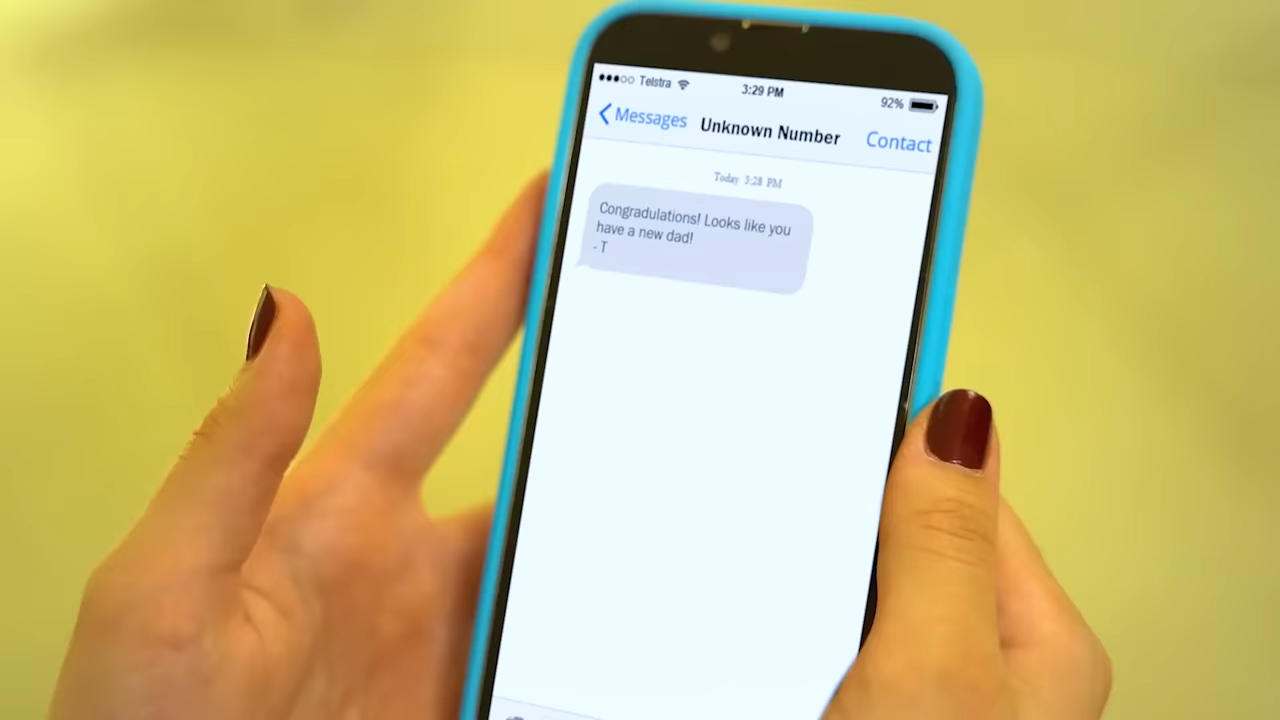 Telstra 3:29 PM 92%
Messages Unknown Number Contact
Today 3:28 PM
Congradulations! Looks like you
have a new dad!
- T